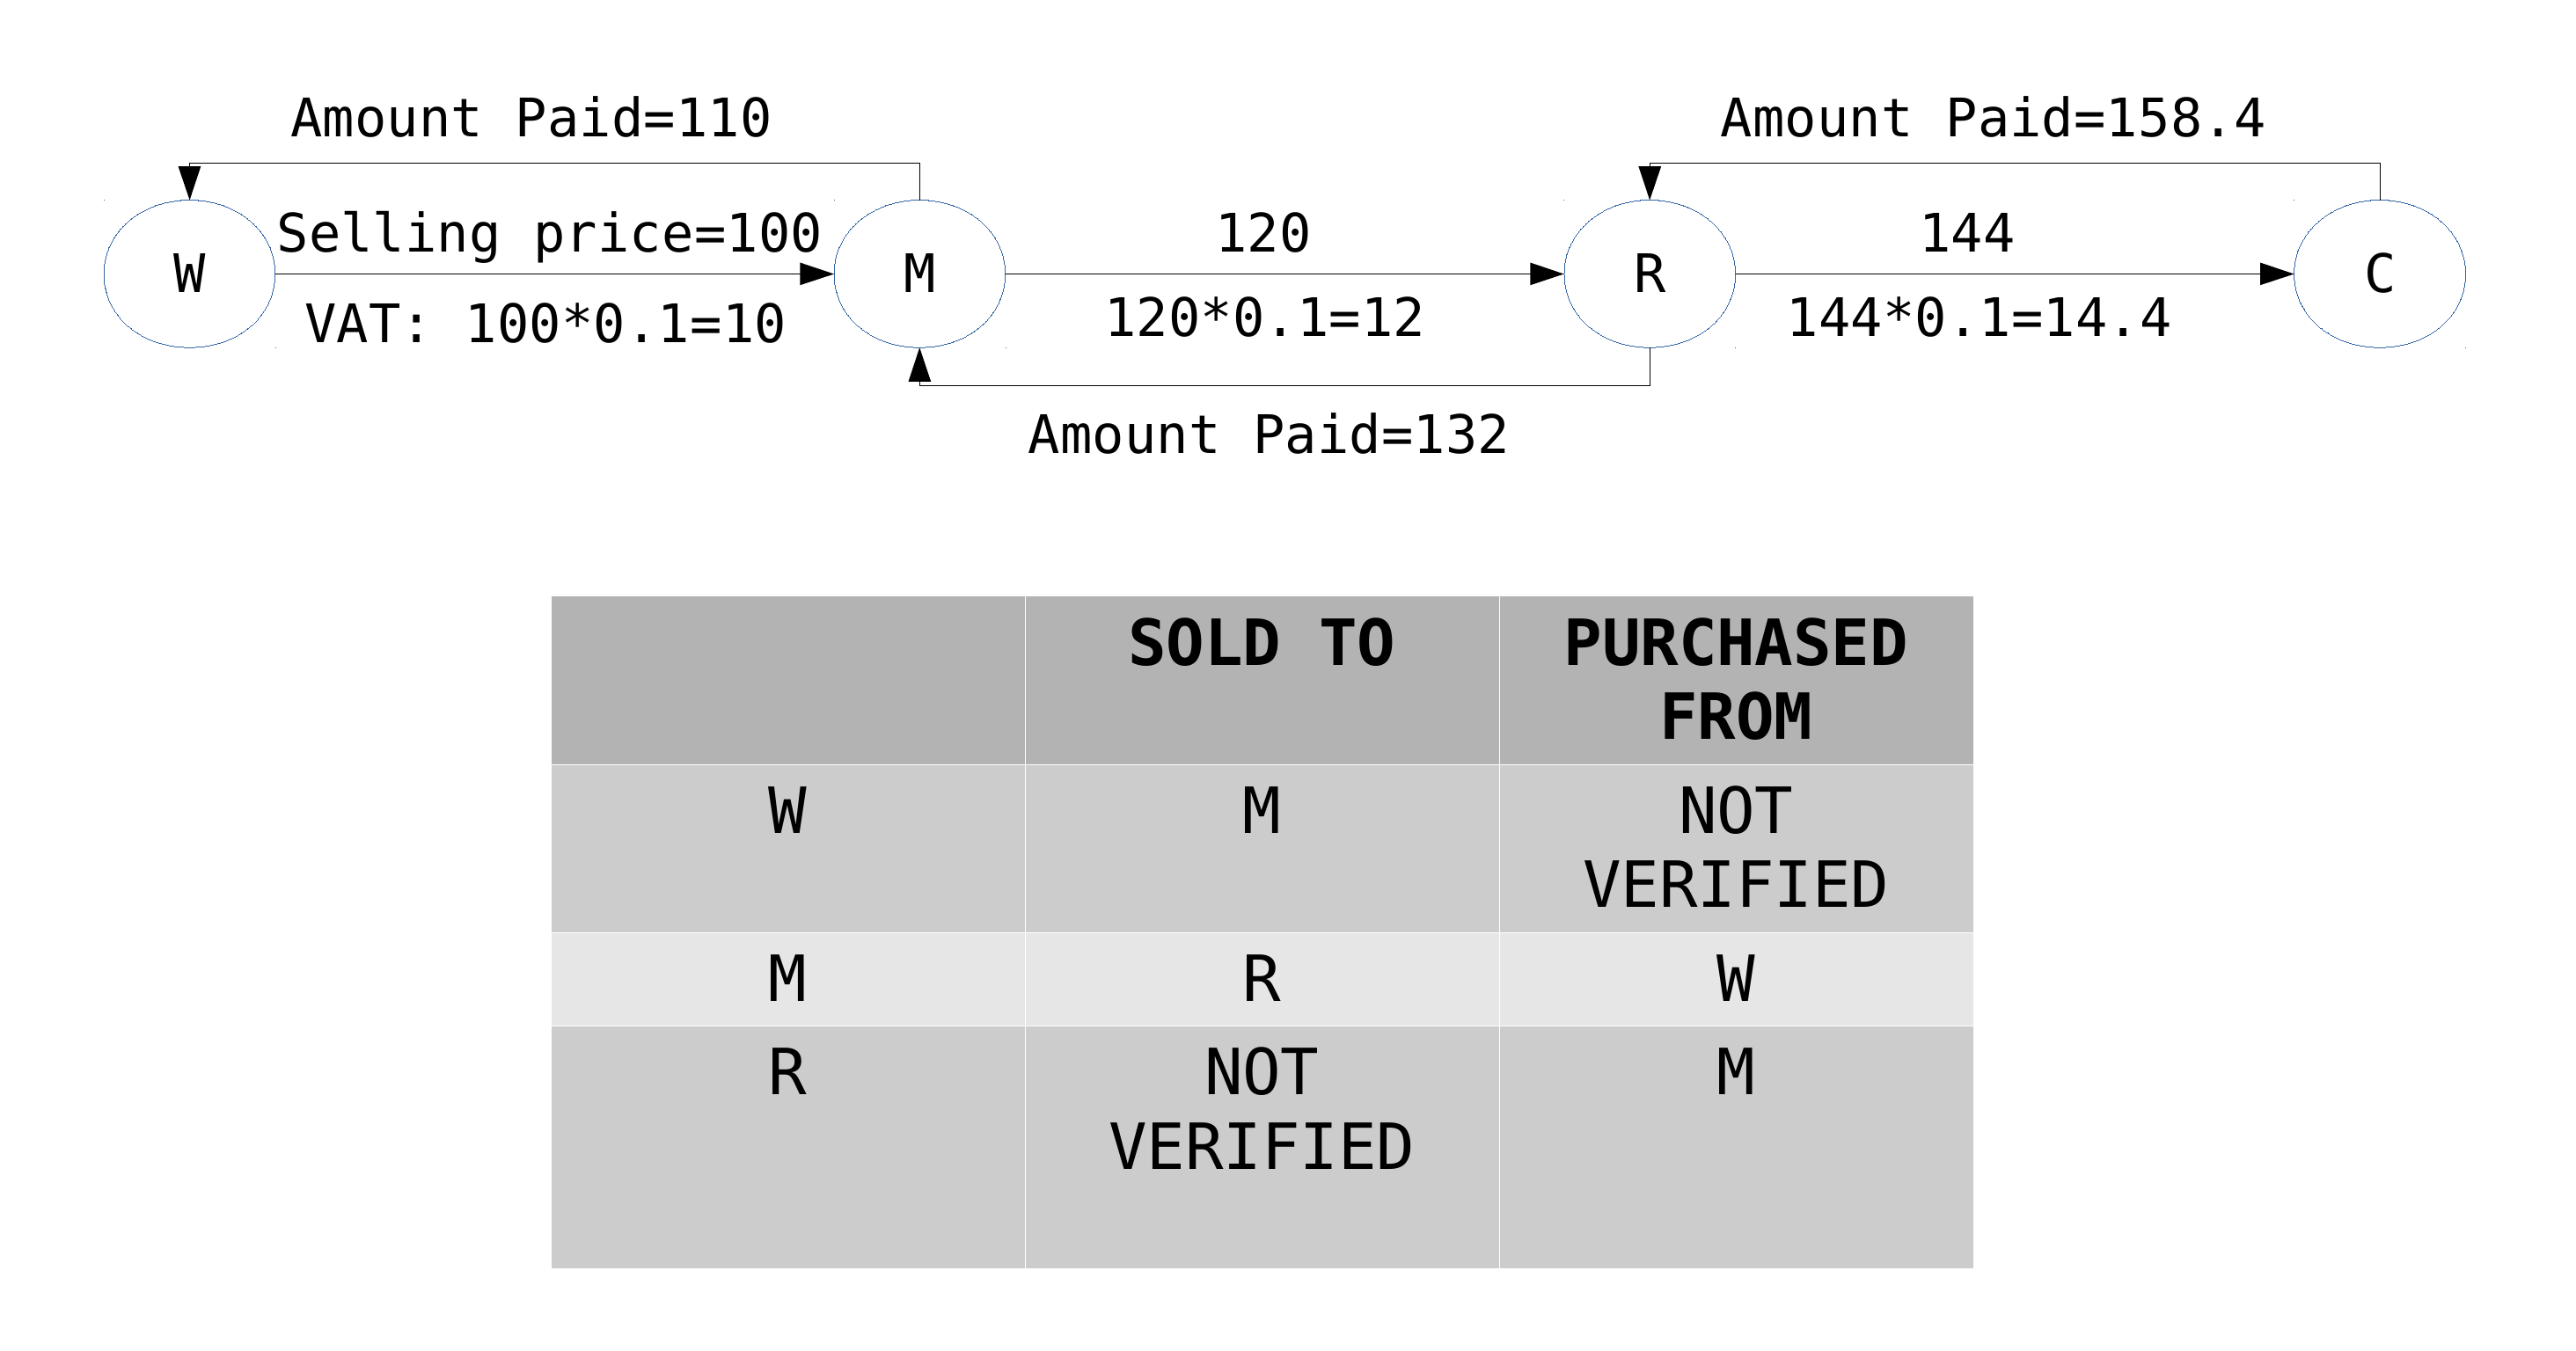 Amount Paid=110
Amount Paid=158.4
W
Selling price=100
VAT: 100*0.1=10
M
120
120*0.1=12
R
144
144*0.1=14.4
C
Amount Paid=132
SOLD TO
PURCHASED
FROM
W
M
NOT
VERIFIED
M
R
W
R
NOT
VERIFIED
M